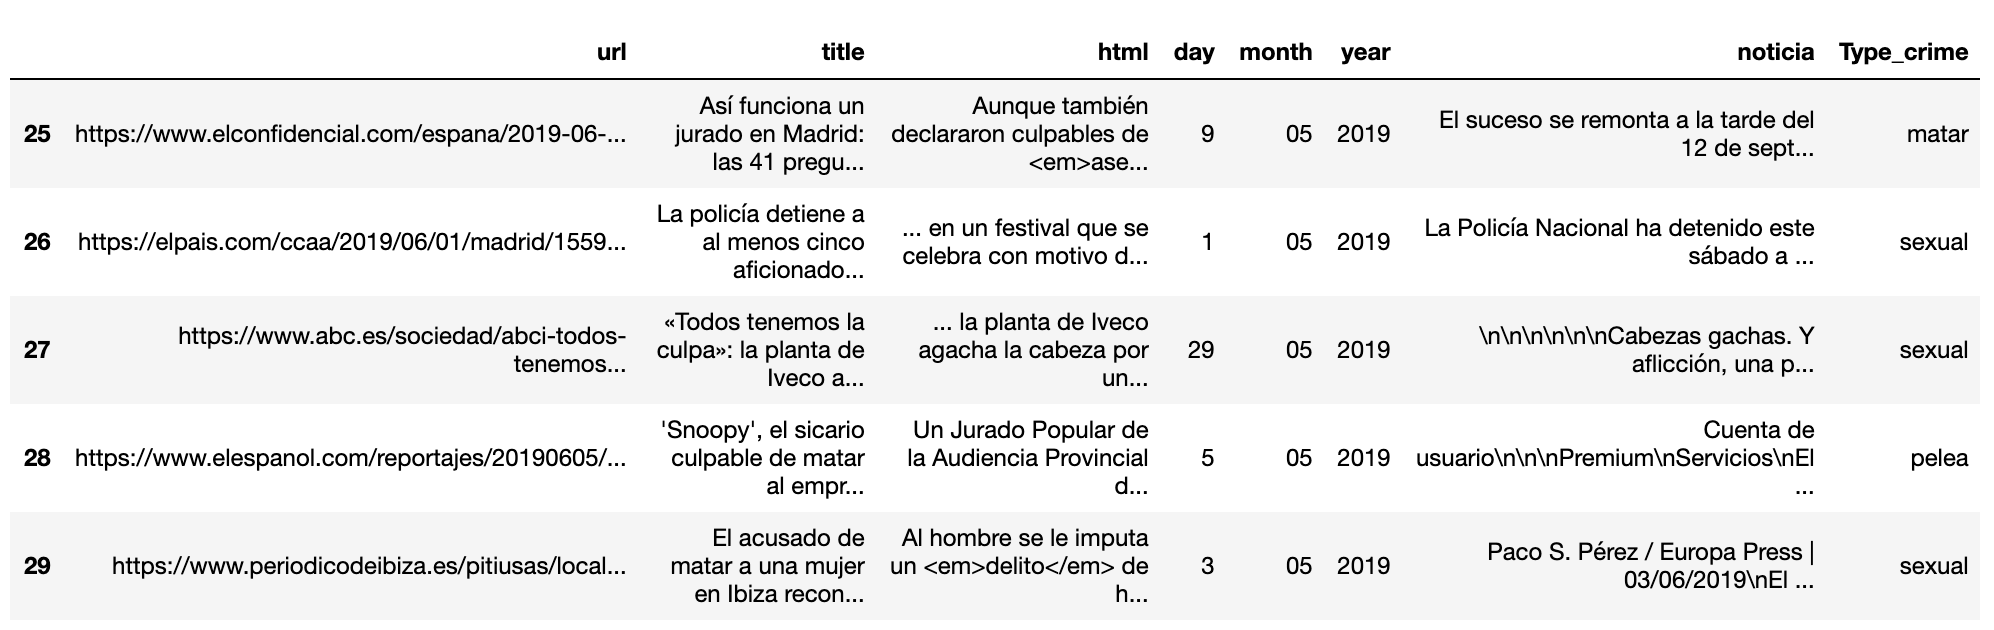 url title html day month year noticia Type_crime
25 https://www.elconfidencial.com/espana/2019-06-... Así funciona un jurado en Madrid: las 41 pregu... Aunque también declararon culpables de <em>ase... 9 05 2019 El suceso se remonta a la tarde del 12 de sept... matar
26 https://elpais.com/ccaa/2019/06/01/madrid/1559... La policía detiene a al menos cinco aficionado... ... en un festival que se celebra con motivo d... 1 05 2019 La Policía Nacional ha detenido este sábado a ... sexual
27 https://www.abc.es/sociedad/abci-todos-tenemos... «Todos tenemos la culpa»: la planta de Iveco a... ... la planta de Iveco agacha la cabeza por un... 29 05 2019 \n\n\n\n\n\n\nCabezas gachas. Y aflicción, una p... sexual
28 https://www.elespanol.com/reportajes/20190605/... 'Snoopy', el sicario culpable de matar al empr... Un Jurado Popular de la Audiencia Provincial d... 5 05 2019 Cuenta de usuario\n\n\n\nPremium\nServicios\nEl ... pelea
29 https://www.periodicodeibiza.es/pitiusas/local... El acusado de matar a una mujer en Ibiza recon... Al hombre se le imputa un <em>delito</em> de h... 3 05 2019 Paco S. Pérez / Europa Press | 03/06/2019\nEl ... sexual